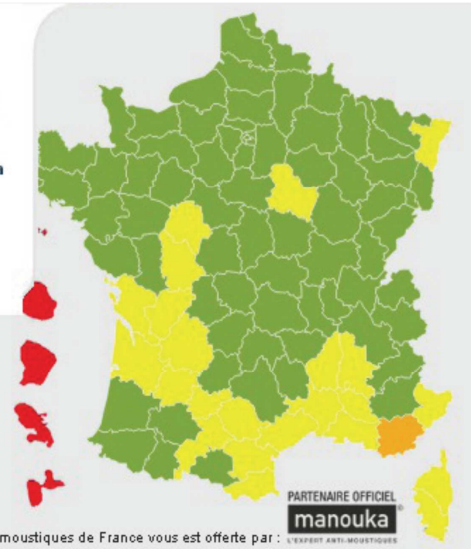 PARTENAIRE OFFICIEL
manouka
L'EXPERT ANTI-MOUSTIQUES
moustiques de France vous est offerte par :